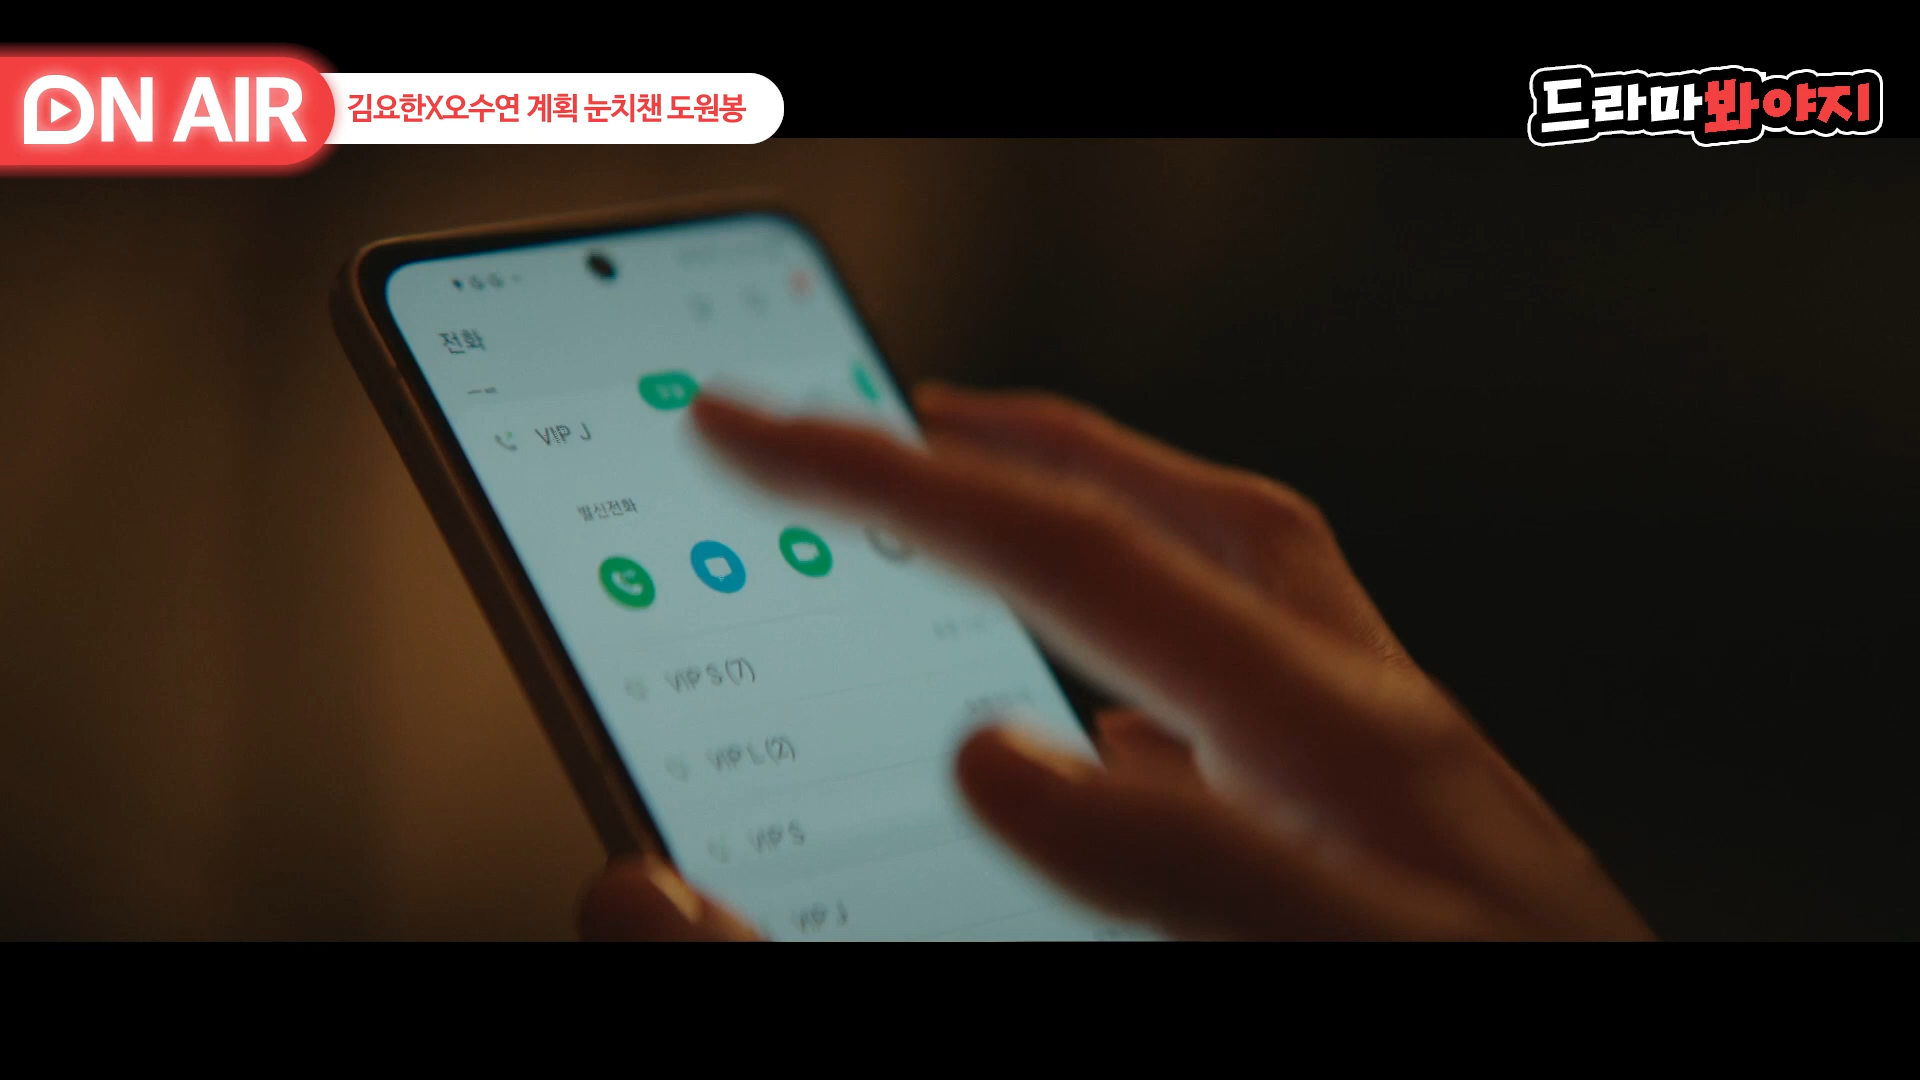 ON AIR
김요한X오수연 계획 눈치챈 도원봉
드라마봐야지
전화
VIP J
발신전화
VIP S (7)
VIP L (2)
VIP S
VIP J